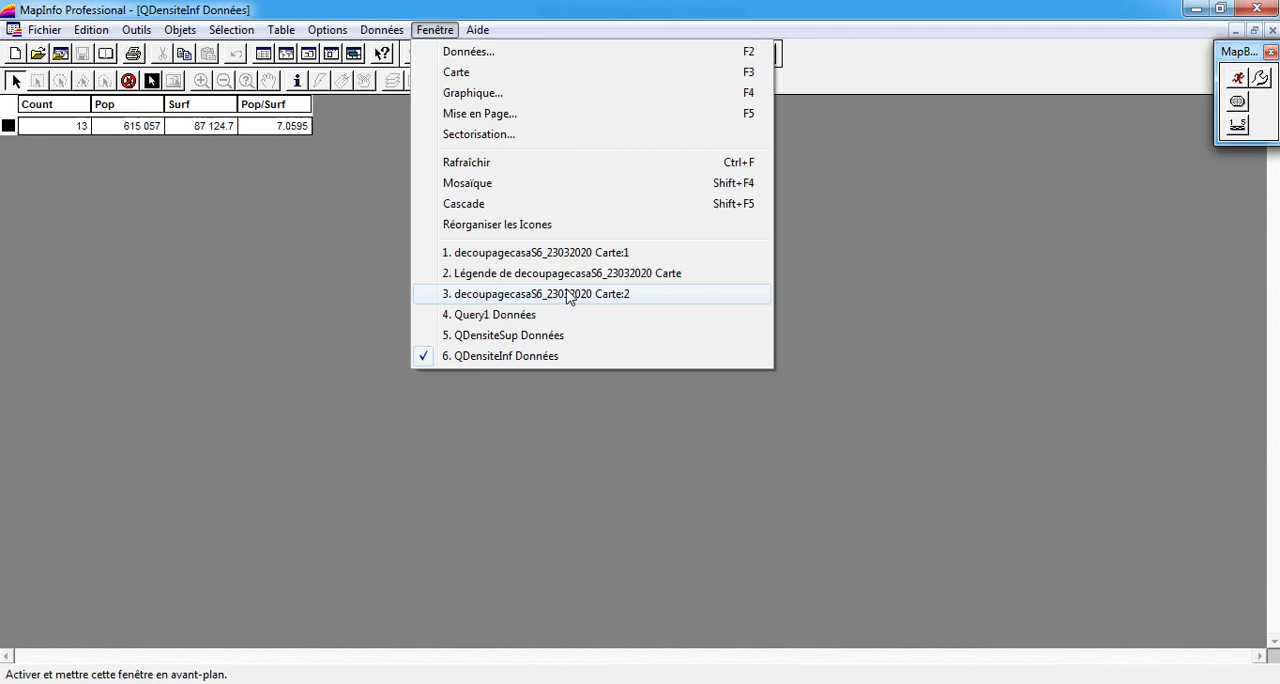 MapInfo Professional - [QDensiteInf Données]
Fichier Edition Outils Objets Sélection Table Options Données Fenêtre Aide
MapB...
Count Pop Surf Pop/Surf
13 615 057 87 124.7 7.0595
Données... F2
Carte F3
Graphique... F4
Mise en Page... F5
Sectorisation...
Rafraîchir Ctrl+F
Mosaïque Shift+F4
Cascade Shift+F5
Réorganiser les Icones
1. decoupagecasaS6_23032020 Carte:1
2. Légende de decoupagecasaS6_23032020 Carte
3. decoupagecasaS6_23032020 Carte:2
4. Query1 Données
5. QDensiteSup Données
6. QDensiteInf Données
Activer et mettre cette fenêtre en avant-plan.